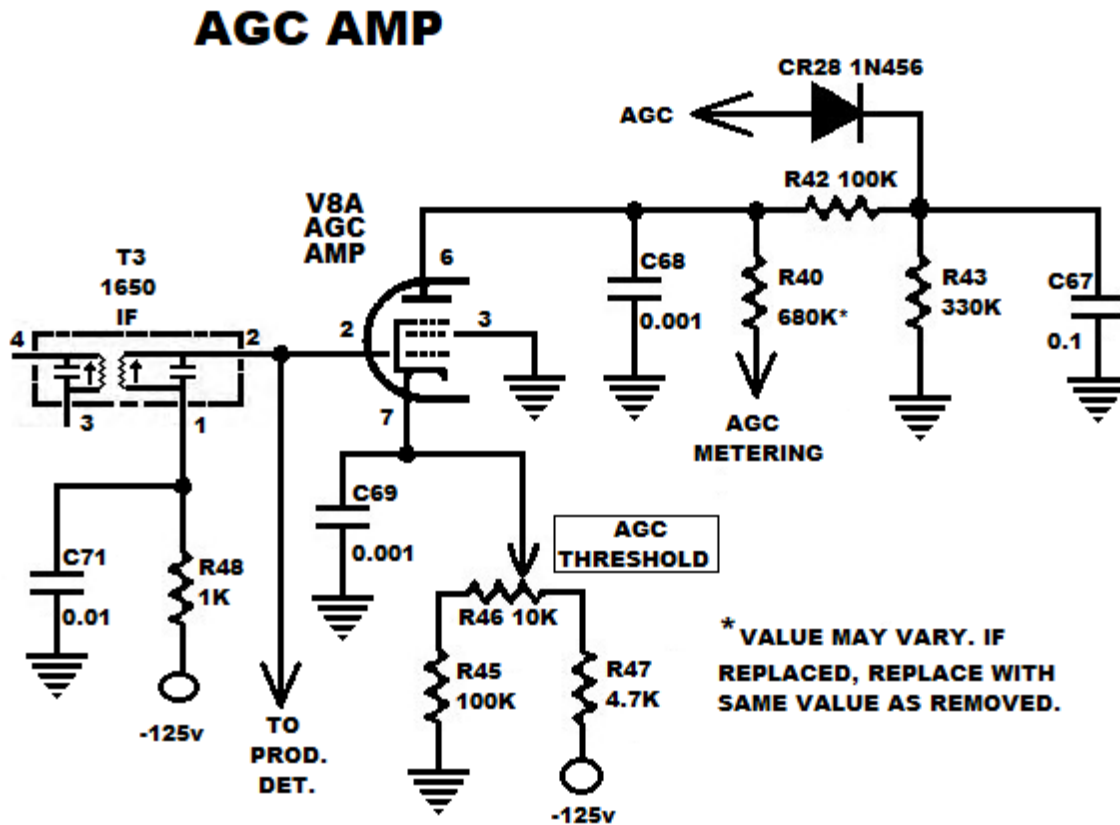 AGC AMP
CR28 1N456
AGC
R42 100K
V8A
AGC
AMP
6
T3
1650
IF
C68
0.001
R40
680K*
R43
330K
C67
0.1
4
2
2
3
3
1
7
AGC
METERING
C69
0.001
AGC
THRESHOLD
C71
0.01
R48
1K
R46 10K
R45
100K
R47
4.7K
-125v
TO
PROD.
DET.
-125v
*VALUE MAY VARY. IF
REPLACED, REPLACE WITH
SAME VALUE AS REMOVED.